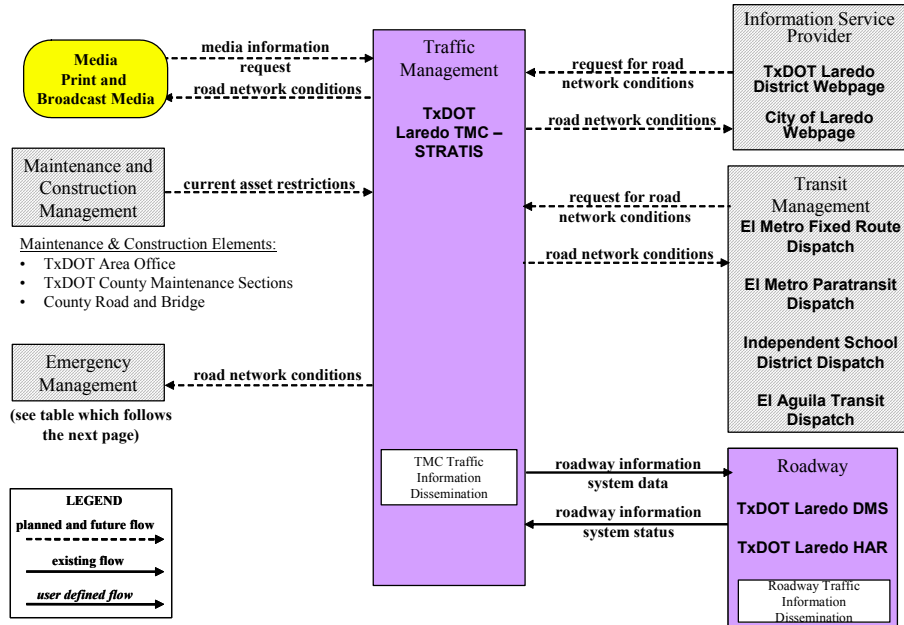 Media
Print and
Broadcast Media
media information
request
road network conditions
Maintenance and
Construction
Management
current asset restrictions
Maintenance & Construction Elements:
• TxDOT Area Office
• TxDOT County Maintenance Sections
• County Road and Bridge
Emergency
Management
road network conditions
(see table which follows
the next page)
LEGEND
planned and future flow
existing flow
user defined flow
Traffic
Management
TxDOT
Laredo TMC –
STRATIS
TMC Traffic
Information
Dissemination
request for road
network conditions
road network conditions
request for road
network conditions
road network conditions
roadway information
system data
roadway information
system status
Information Service
Provider
TxDOT Laredo
District Webpage
City of Laredo
Webpage
Transit
Management
El Metro Fixed Route
Dispatch
El Metro Paratransit
Dispatch
Independent School
District Dispatch
El Aguila Transit
Dispatch
Roadway
TxDOT Laredo DMS
TxDOT Laredo HAR
Roadway Traffic
Information
Dissemination